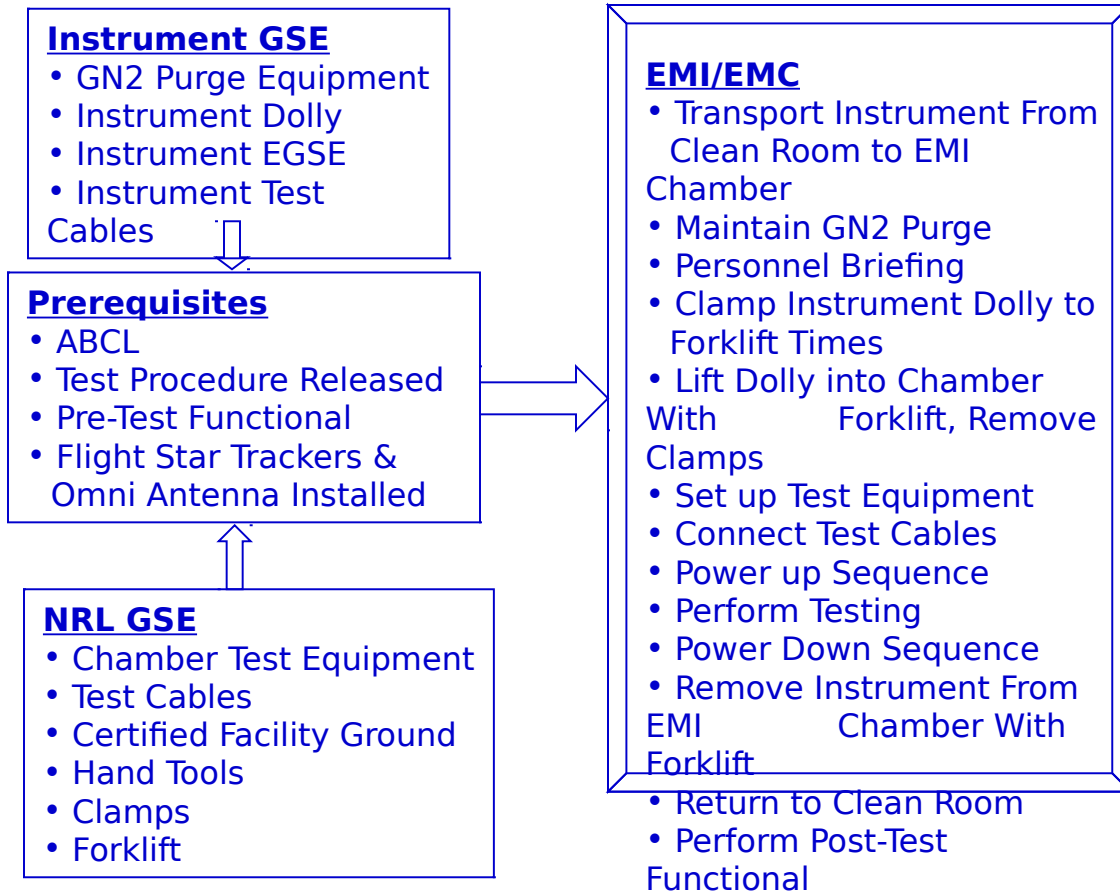 Instrument GSE
• GN2 Purge Equipment
• Instrument Dolly
• Instrument EGSE
• Instrument Test
Cables
Prerequisites
• ABCL
• Test Procedure Released
• Pre-Test Functional
• Flight Star Trackers &
Omni Antenna Installed
NRL GSE
• Chamber Test Equipment
• Test Cables
• Certified Facility Ground
• Hand Tools
• Clamps
• Forklift
EMI/EMC
• Transport Instrument From
Clean Room to EMI
Chamber
• Maintain GN2 Purge
• Personnel Briefing
• Clamp Instrument Dolly to
Forklift Times
• Lift Dolly into Chamber
With Forklift, Remove
Clamps
• Set up Test Equipment
• Connect Test Cables
• Power up Sequence
• Perform Testing
• Power Down Sequence
• Remove Instrument From
EMI Chamber With
Forklift
• Return to Clean Room
• Perform Post-Test
Functional